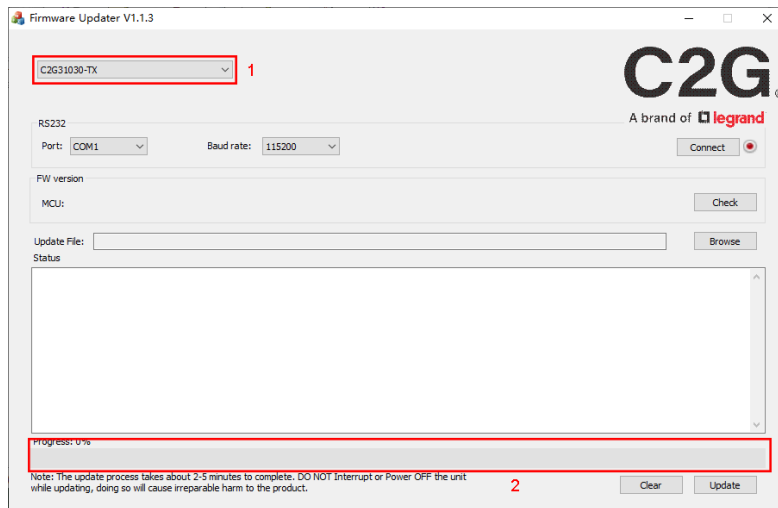 Firmware Updater V1.1.3
C2G31030-TX
1
C2G
A brand of legrand
RS232
Port: COM1 Baud rate: 115200 Connect
FW version
MCU: Check
Update File: Browse
Status
Progress: 0%
Note: The update process takes about 2-5 minutes to complete. DO NOT Interrupt or Power OFF the unit
while updating, doing so will cause irreparable harm to the product.
2
Clear Update